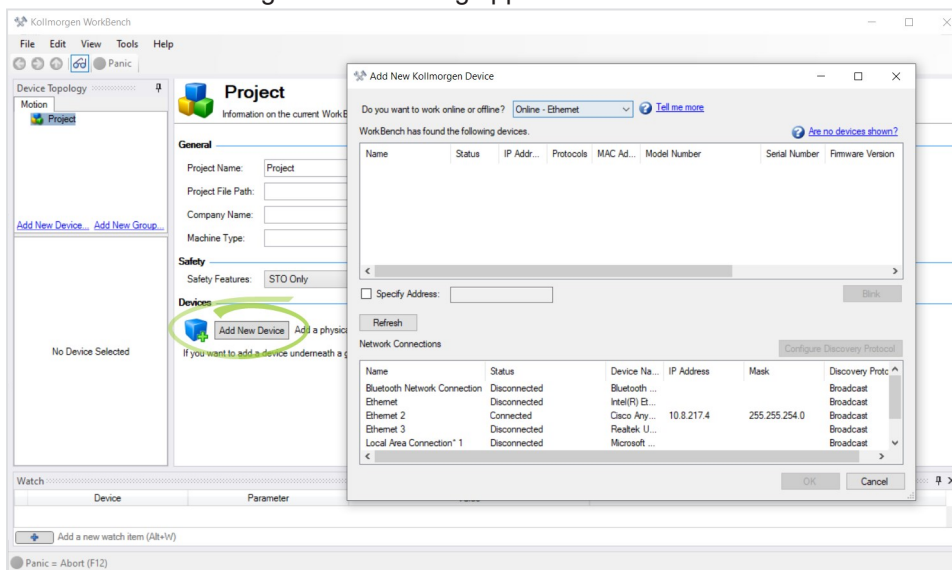 Kollmorgen WorkBench
File Edit View Tools Help
Panic
Device Topology
Motion
Project
Add New Device... Add New Group...
No Device Selected
Project
Information on the current WorkB
General
Project Name: Project
Project File Path:
Company Name:
Machine Type:
Safety
Safety Features: STO Only
Devices
Add New Device Add a physica
If you want to add a device underneath a g
Add New Kollmorgen Device
Do you want to work online or offline? Online - Ethernet Tell me more
WorkBench has found the following devices. Are no devices shown?
Name Status IP Addr... Protocols MAC Ad... Model Number Serial Number Firmware Version
Specify Address: Blink
Refresh
Network Connections Configure Discovery Protocol
Name Status Device Na... IP Address Mask Discovery Protc
Bluetooth Network Connection Disconnected Bluetooth ... Broadcast
Ethernet Disconnected Intel(R) Et... Broadcast
Ethernet 2 Connected Cisco Any... 10.8.217.4 255.255.254.0 Broadcast
Ethernet 3 Disconnected Realtek U... Broadcast
Local Area Connection* 1 Disconnected Microsoft ... Broadcast
OK Cancel
Watch
Device Parameter
Add a new watch item (Alt+W)
Panic = Abort (F12)